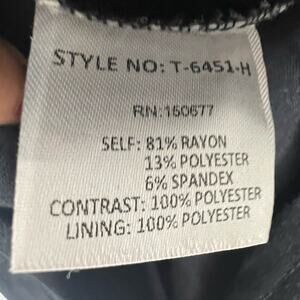 STYLE NO: T-6451-H
RN: 160677
SELF: 81% RAYON
13% POLYESTER
6% SPANDEX
CONTRAST: 100% POLYESTER
LINING: 100% POLYESTER